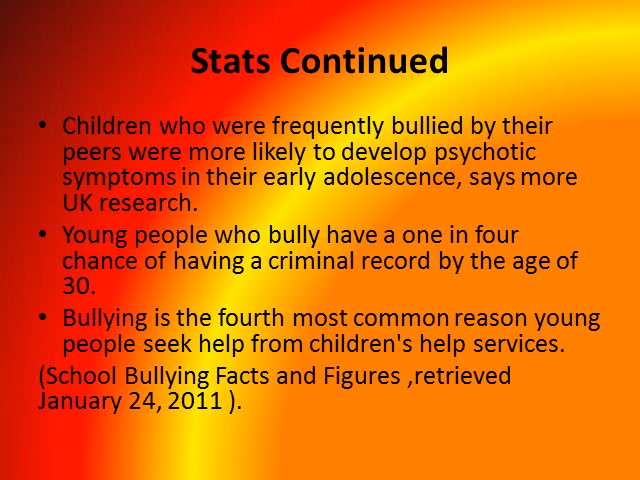 Stats Continued
• Children who were frequently bullied by their
peers were more likely to develop psychotic
symptoms in their early adolescence, says more
UK research.
• Young people who bully have a one in four
chance of having a criminal record by the age of
30.
• Bullying is the fourth most common reason young
people seek help from children's help services.
(School Bullying Facts and Figures ,retrieved
January 24, 2011 ).